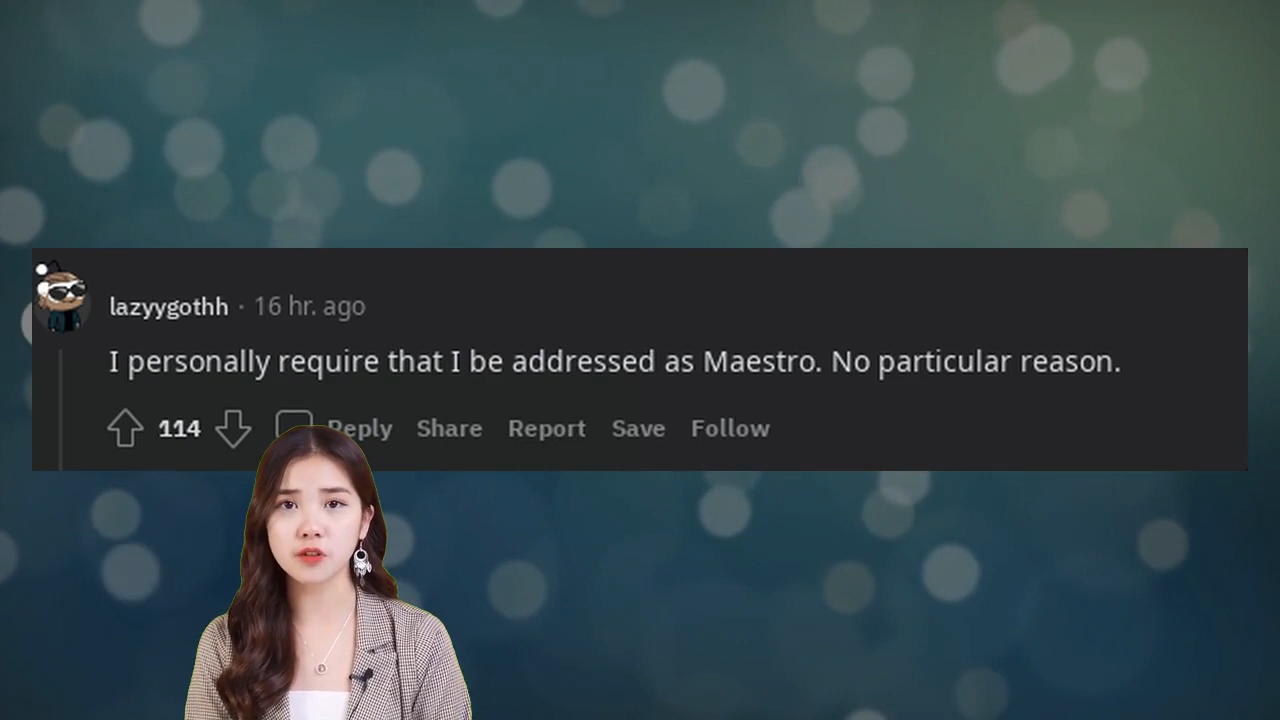 lazyygothh · 16 hr. ago
I personally require that I be addressed as Maestro. No particular reason.
114 Reply Share Report Save Follow